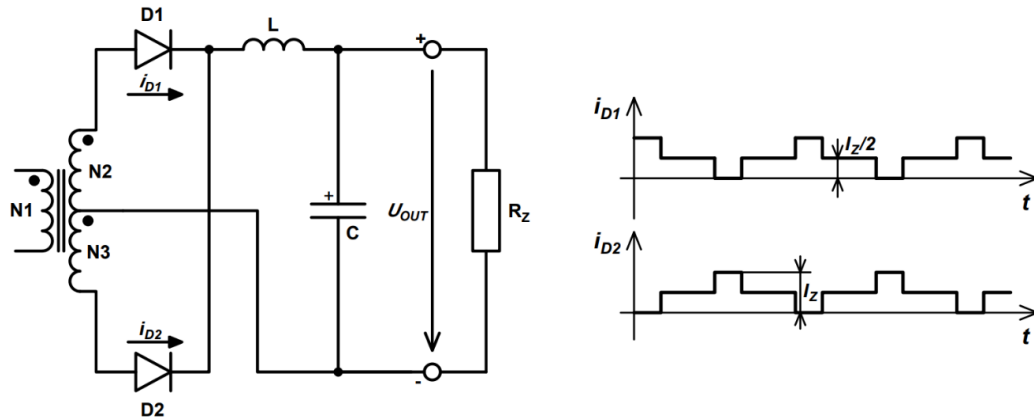 D1
L
+
iD1
N2
N1
N3
+
C
UOUT
RZ
iD2
-
D2
iD1
IZ/2
t
iD2
IZ
t